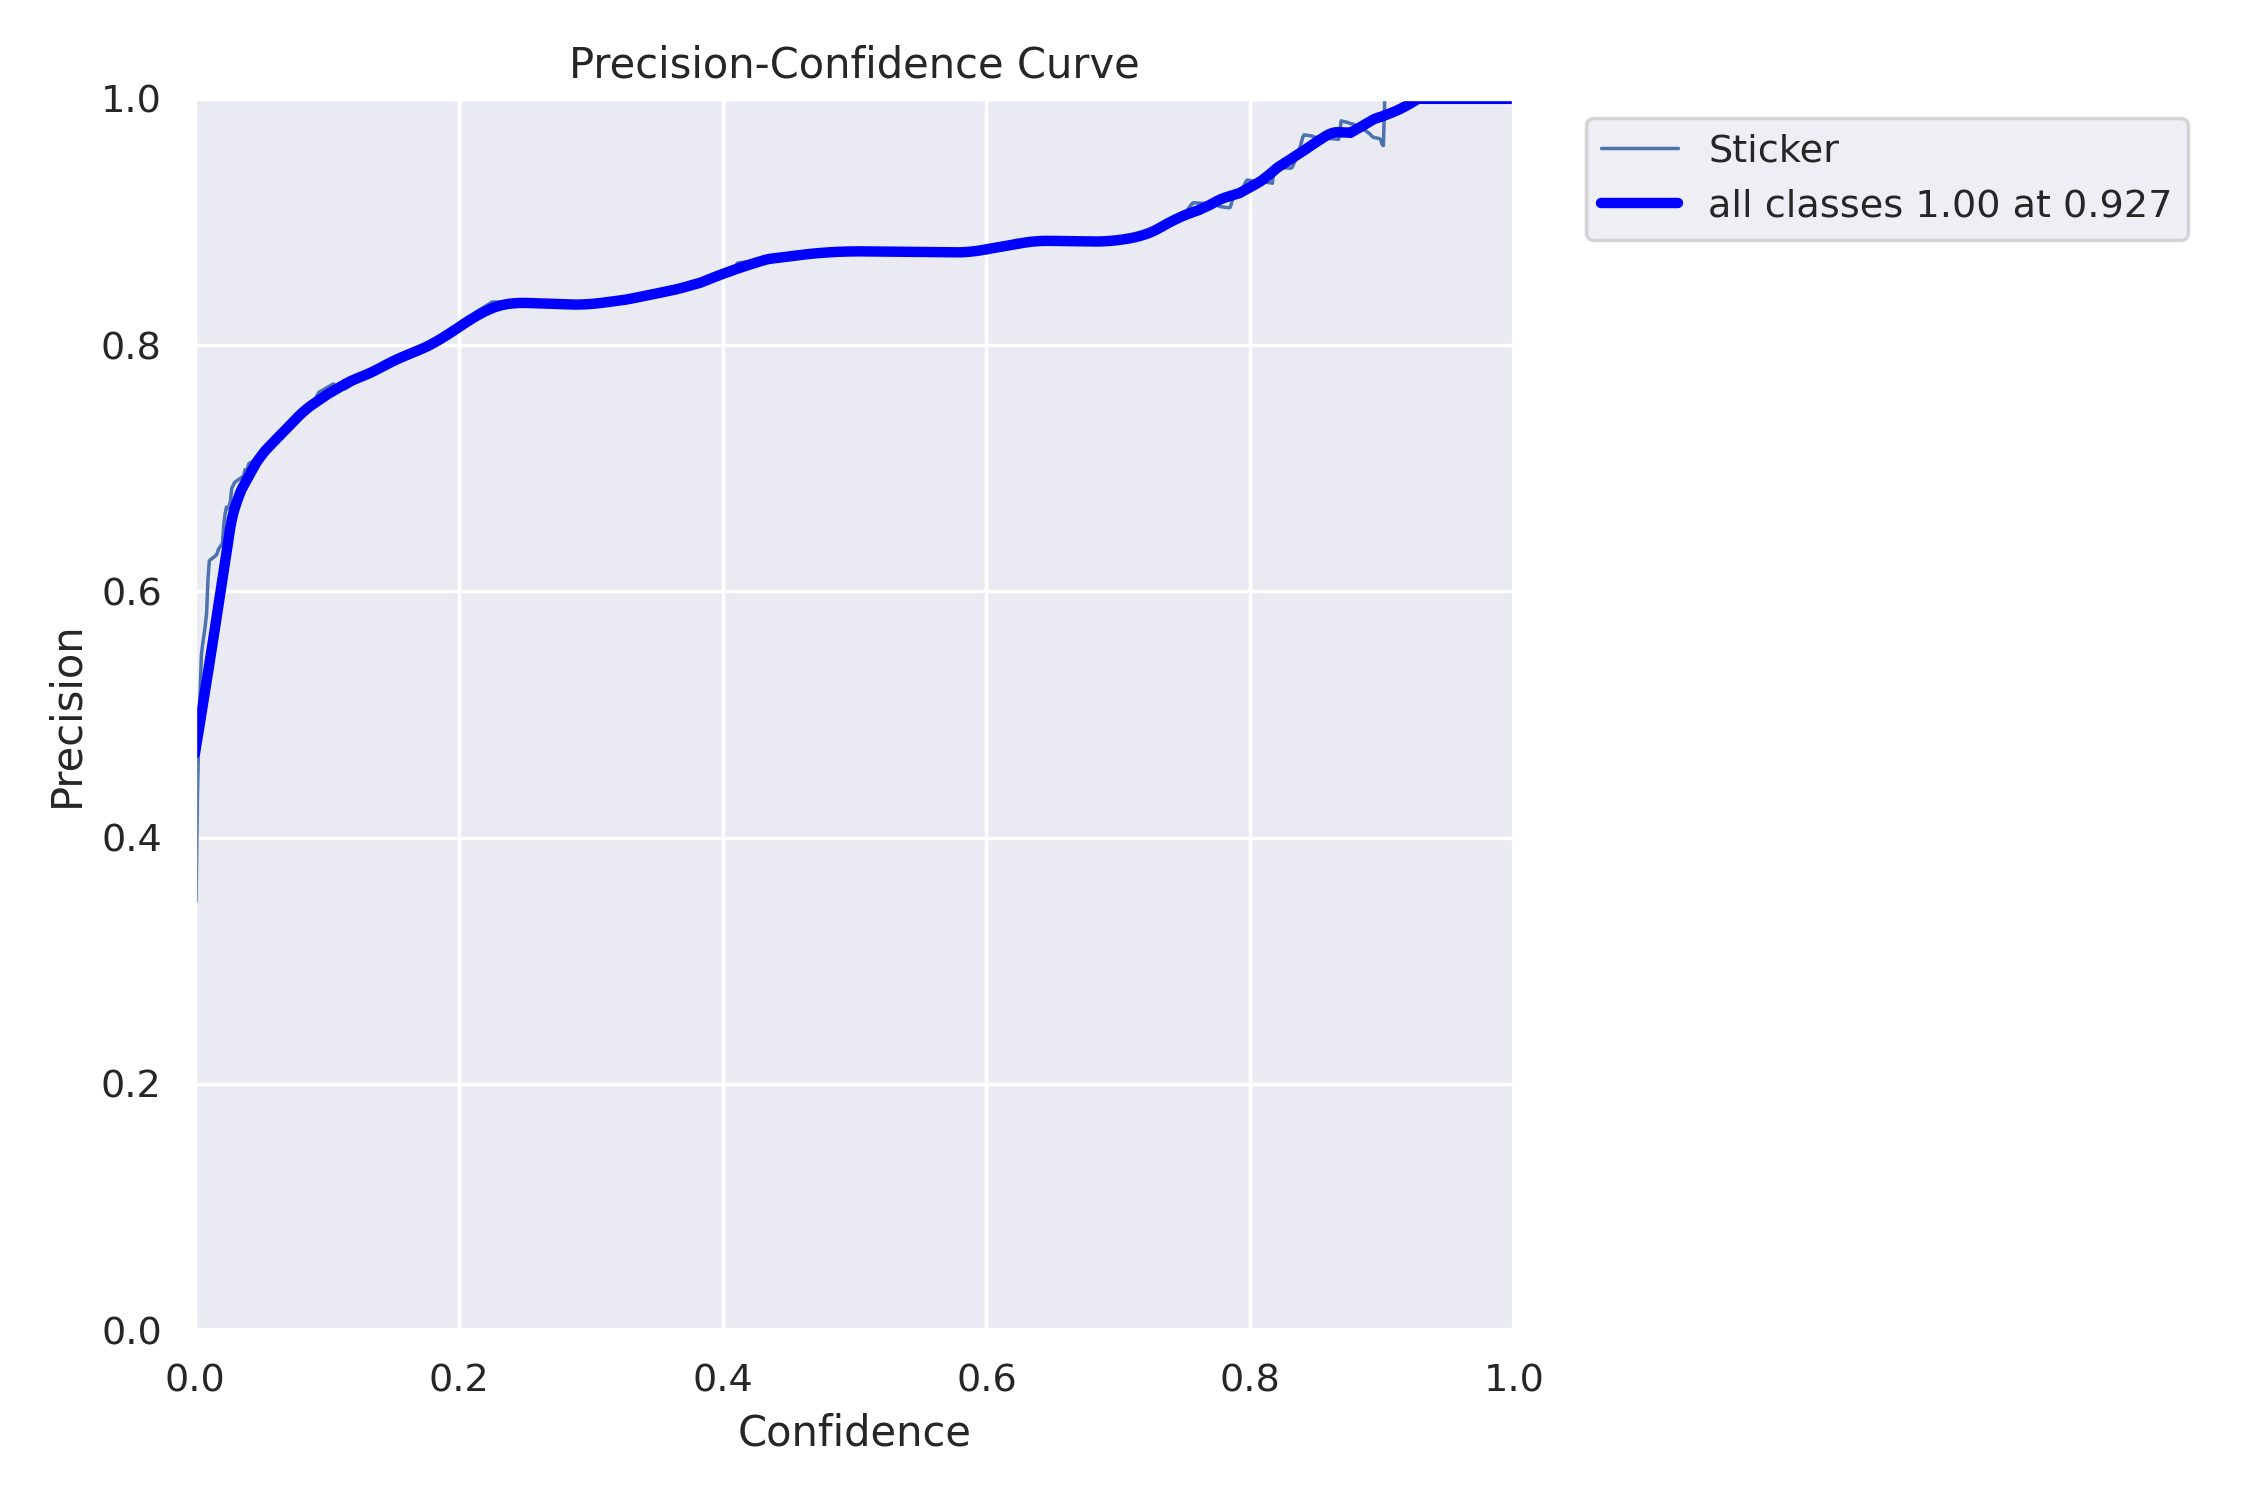 Precision-Confidence Curve
1.0
0.8
0.6
0.4
0.2
0.0
Precision
0.0 0.2 0.4 0.6 0.8 1.0
Confidence
Sticker
all classes 1.00 at 0.927